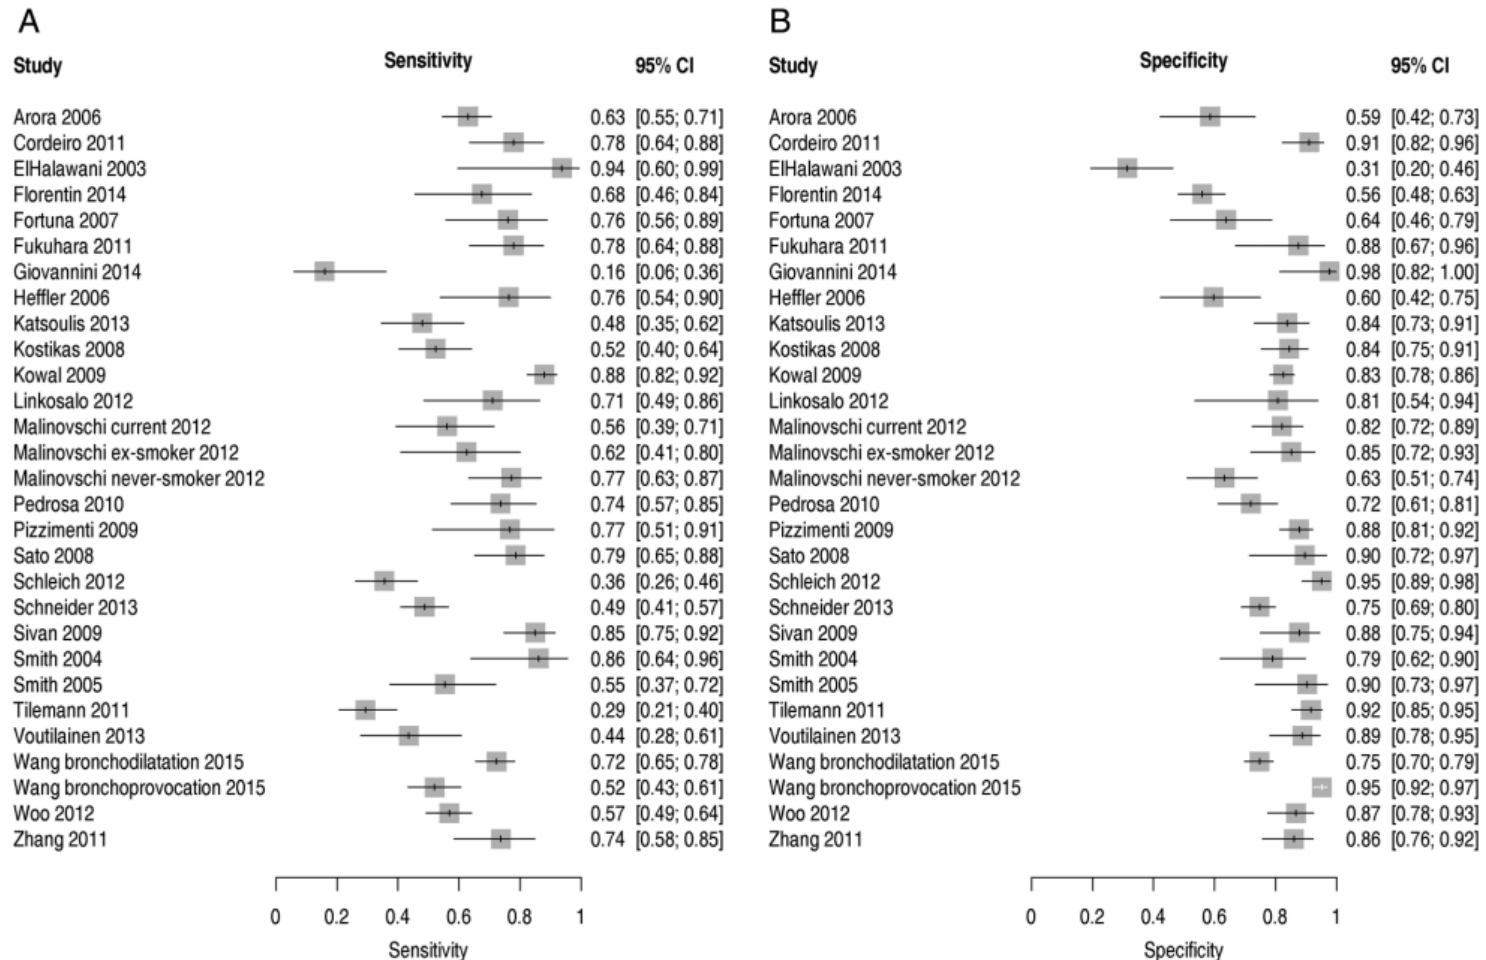 A
Study Sensitivity 95% CI
Arora 2006 0.63 [0.55; 0.71]
Cordeiro 2011 0.78 [0.64; 0.88]
ElHalawani 2003 0.94 [0.60; 0.99]
Florentin 2014 0.68 [0.46; 0.84]
Fortuna 2007 0.76 [0.56; 0.89]
Fukuhara 2011 0.78 [0.64; 0.88]
Giovannini 2014 0.16 [0.06; 0.36]
Heffler 2006 0.76 [0.54; 0.90]
Katsoulis 2013 0.48 [0.35; 0.62]
Kostikas 2008 0.52 [0.40; 0.64]
Kowal 2009 0.88 [0.82; 0.92]
Linkosalo 2012 0.71 [0.49; 0.86]
Malinovschi current 2012 0.56 [0.39; 0.71]
Malinovschi ex-smoker 2012 0.62 [0.41; 0.80]
Malinovschi never-smoker 2012 0.77 [0.63; 0.87]
Pedrosa 2010 0.74 [0.57; 0.85]
Pizzimenti 2009 0.77 [0.51; 0.91]
Sato 2008 0.79 [0.65; 0.88]
Schleich 2012 0.36 [0.26; 0.46]
Schneider 2013 0.49 [0.41; 0.57]
Sivan 2009 0.85 [0.75; 0.92]
Smith 2004 0.86 [0.64; 0.96]
Smith 2005 0.55 [0.37; 0.72]
Tilemann 2011 0.29 [0.21; 0.40]
Voutilainen 2013 0.44 [0.28; 0.61]
Wang bronchodilatation 2015 0.72 [0.65; 0.78]
Wang bronchoprovocation 2015 0.52 [0.43; 0.61]
Woo 2012 0.57 [0.49; 0.64]
Zhang 2011 0.74 [0.58; 0.85]
0 0.2 0.4 0.6 0.8 1
Sensitivity
B
Study Specificity 95% CI
Arora 2006 0.59 [0.42; 0.73]
Cordeiro 2011 0.91 [0.82; 0.96]
ElHalawani 2003 0.31 [0.20; 0.46]
Florentin 2014 0.56 [0.48; 0.63]
Fortuna 2007 0.64 [0.46; 0.79]
Fukuhara 2011 0.88 [0.67; 0.96]
Giovannini 2014 0.98 [0.82; 1.00]
Heffler 2006 0.60 [0.42; 0.75]
Katsoulis 2013 0.84 [0.73; 0.91]
Kostikas 2008 0.84 [0.75; 0.91]
Kowal 2009 0.83 [0.78; 0.86]
Linkosalo 2012 0.81 [0.54; 0.94]
Malinovschi current 2012 0.82 [0.72; 0.89]
Malinovschi ex-smoker 2012 0.85 [0.72; 0.93]
Malinovschi never-smoker 2012 0.63 [0.51; 0.74]
Pedrosa 2010 0.72 [0.61; 0.81]
Pizzimenti 2009 0.88 [0.81; 0.92]
Sato 2008 0.90 [0.72; 0.97]
Schleich 2012 0.95 [0.89; 0.98]
Schneider 2013 0.75 [0.69; 0.80]
Sivan 2009 0.88 [0.75; 0.94]
Smith 2004 0.79 [0.62; 0.90]
Smith 2005 0.90 [0.73; 0.97]
Tilemann 2011 0.92 [0.85; 0.95]
Voutilainen 2013 0.89 [0.78; 0.95]
Wang bronchodilatation 2015 0.75 [0.70; 0.79]
Wang bronchoprovocation 2015 0.95 [0.92; 0.97]
Woo 2012 0.87 [0.78; 0.93]
Zhang 2011 0.86 [0.76; 0.92]
0 0.2 0.4 0.6 0.8 1
Specificity